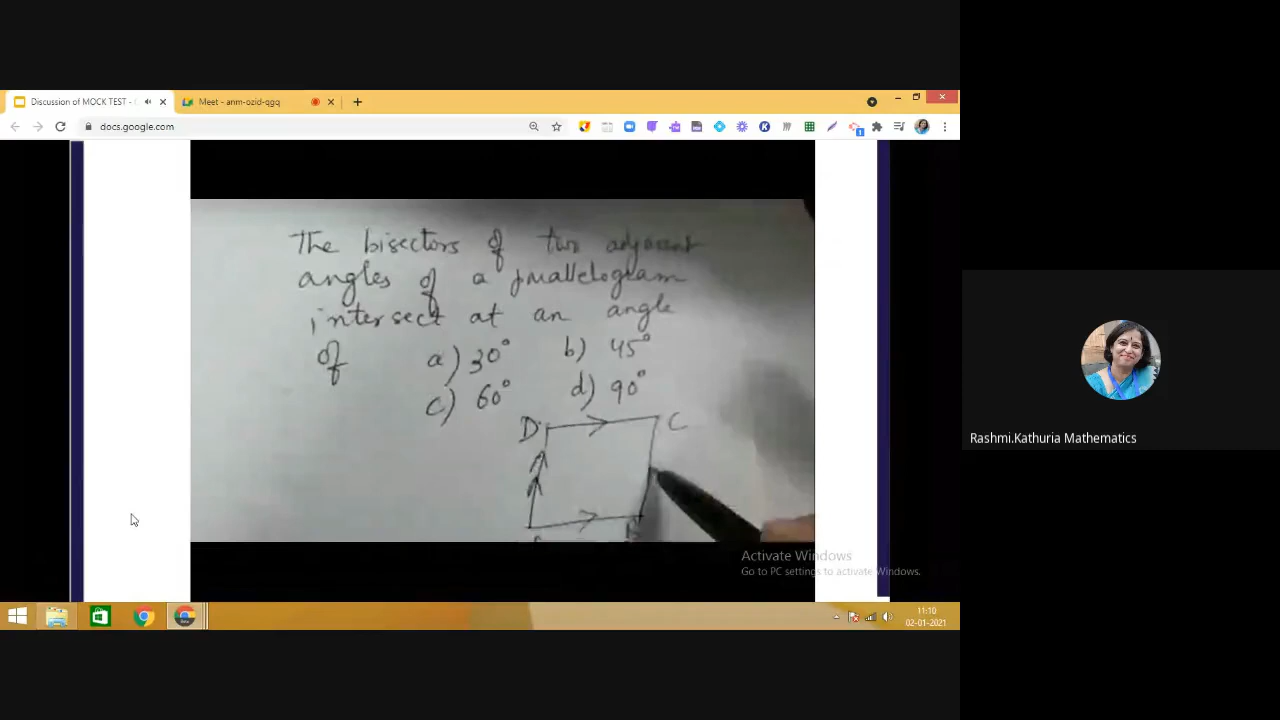 Discussion of MOCK TEST -
Meet - anm-ozid-qgq
docs.google.com
The bisectors of two adjacent
angles of a parallelogram
intersect at an angle
of a) 30° b) 45°
c) 60° d) 90°
D C
B
Rashmi.Kathuria Mathematics
Activate Windows
Go to PC settings to activate Windows.
11:10
02-01-2021